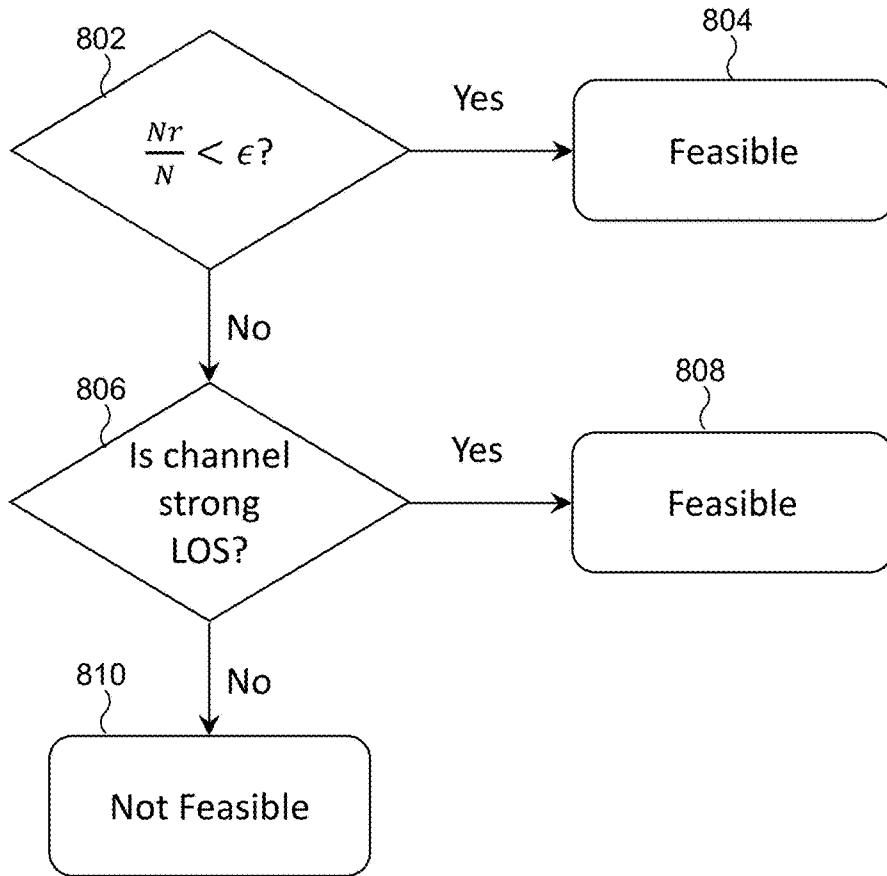 802
804
Nr/N < ϵ?
Yes
Feasible
No
806
808
Is channel
strong
LOS?
Yes
Feasible
No
810
Not Feasible